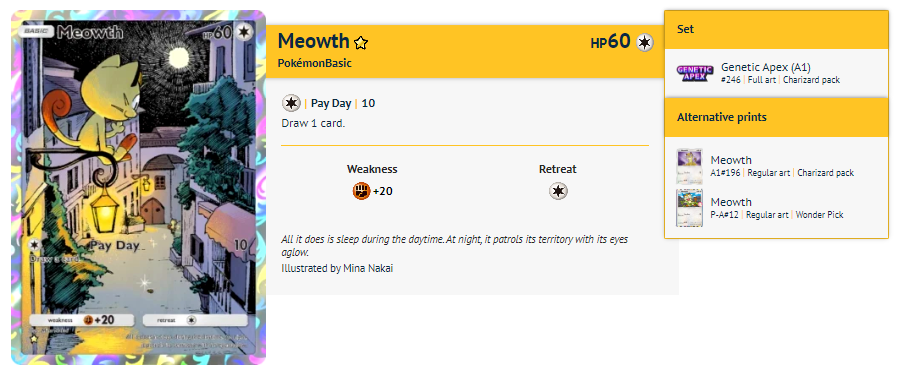 BASIC Meowth HP60
Pay Day 10
Draw a card.
weakness +20 retreat
Meowth
HP60
PokémonBasic
| Pay Day | 10
Draw 1 card.
Weakness
Retreat
+20
All it does is sleep during the daytime. At night, it patrols its territory with its eyes
aglow.
Illustrated by Mina Nakai
Set
GENETIC
APEX
Genetic Apex (A1)
#246 | Full art | Charizard pack
Alternative prints
Meowth
A1#196 | Regular art | Charizard pack
Meowth
P-A#12 | Regular art | Wonder Pick